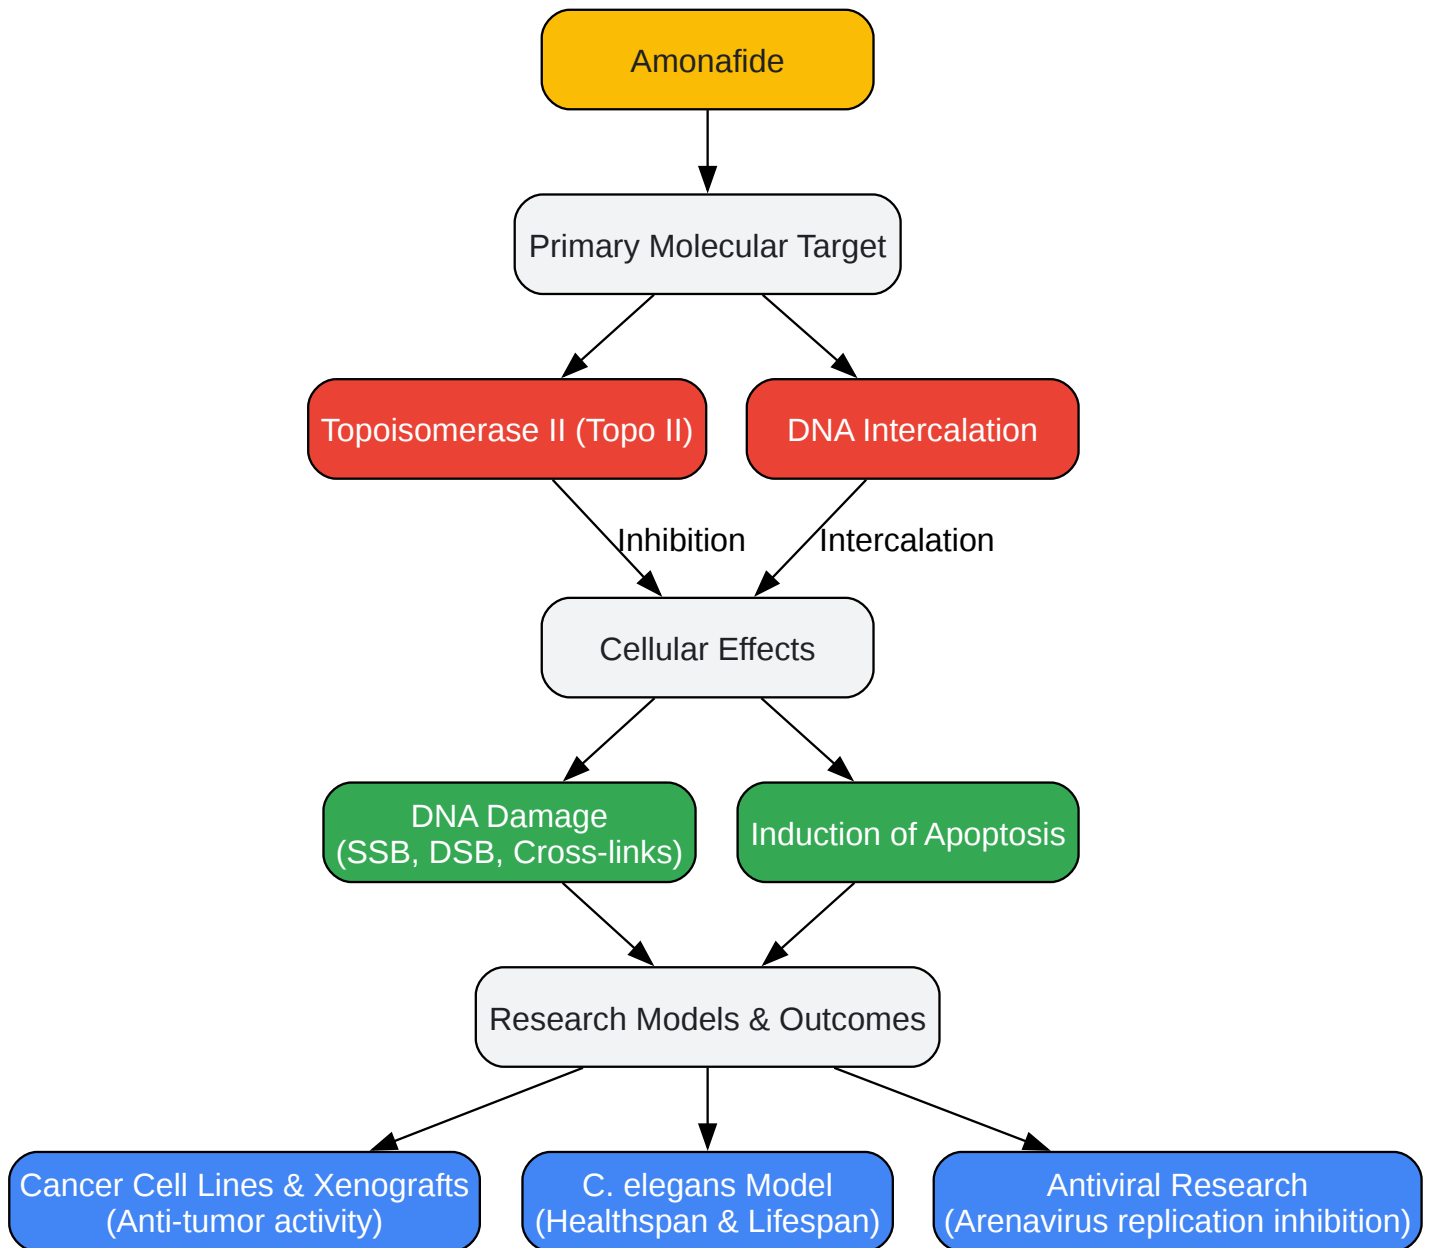 Amonafide
Primary Molecular Target
Topoisomerase II (Topo II)
DNA Intercalation
Inhibition
Intercalation
Cellular Effects
DNA Damage
(SSB, DSB, Cross-links)
Induction of Apoptosis
Research Models & Outcomes
Cancer Cell Lines & Xenografts
(Anti-tumor activity)
C. elegans Model
(Healthspan & Lifespan)
Antiviral Research
(Arenavirus replication inhibition)